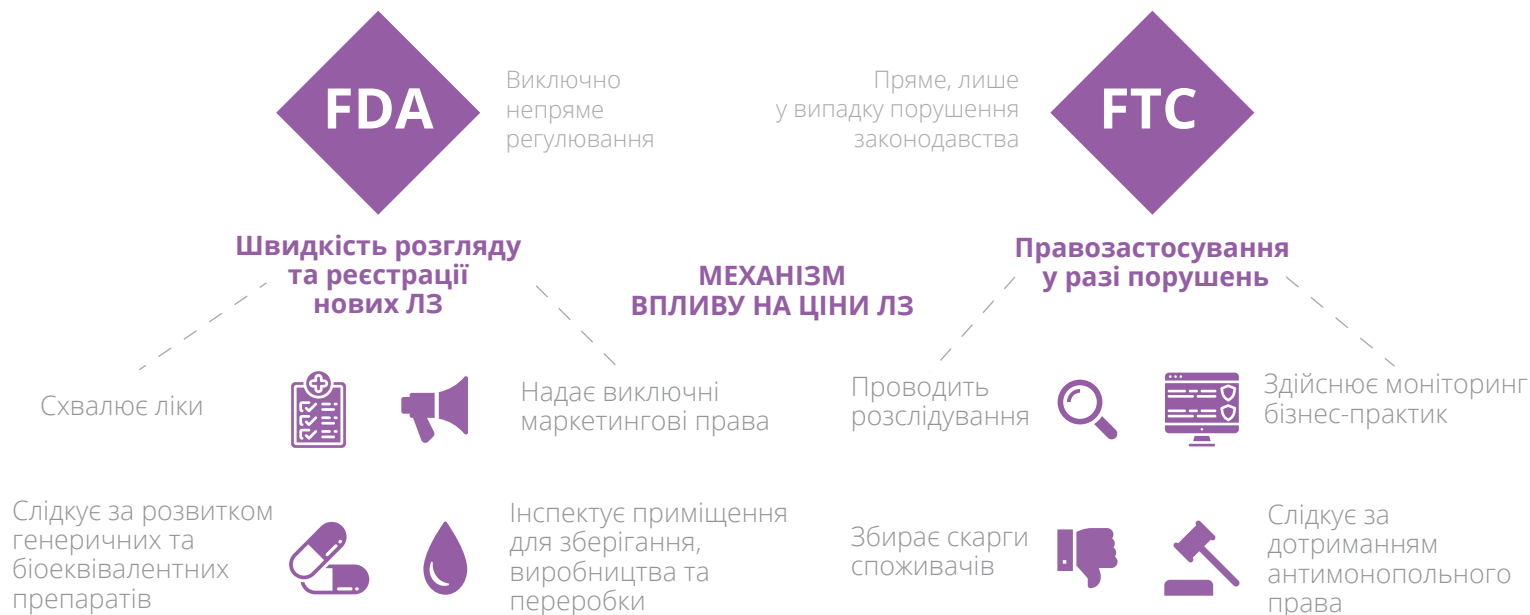 FDA
Виключно
непряме
регулювання
Пряме, лише
у випадку порушення
законодавства
FTC
Швидкість розгляду
та реєстрації
нових ЛЗ
МЕХАНІЗМ
ВПЛИВУ НА ЦІНИ ЛЗ
Правозастосування
у разі порушень
Схвалює ліки
Надає виключні
маркетингові права
Проводить
розслідування
Здійснює моніторинг
бізнес-практик
Слідкує за розвитком
генеричних та
біоеквівалентних
препаратів
Інспектує приміщення
для зберігання,
виробництва та
переробки
Збирає скарги
споживачів
Слідкує за
дотриманням
антимонопольного
права